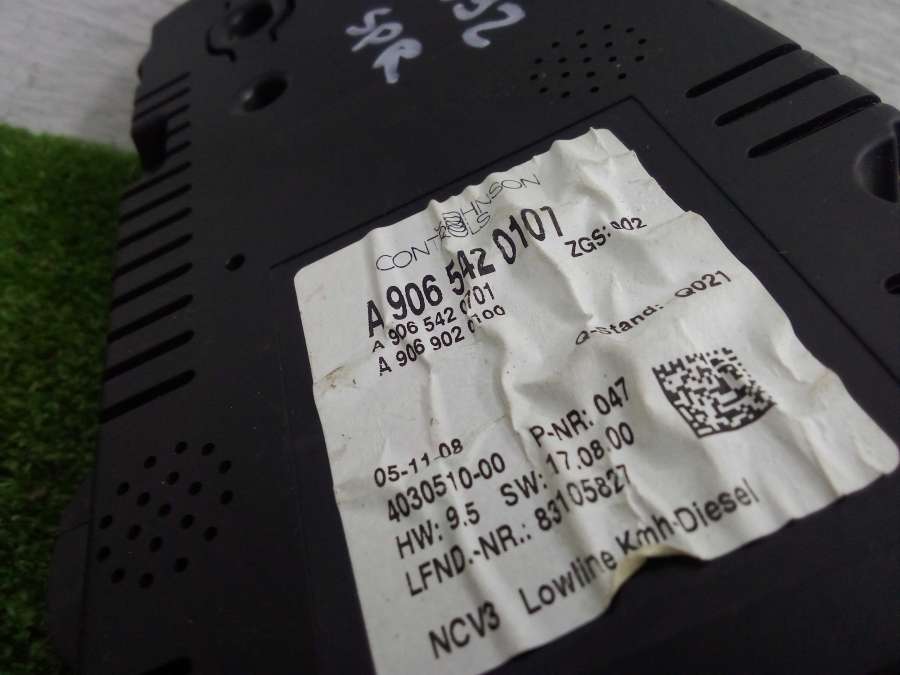 SPR
JOHNSON
CONTROLS
A 906 542 0101
ZGS: 002
A 906 542 0701
A 906 902 0100
Q-Stand: Q021
05-11-08
P-NR: 047
4030510-00
HW: 9.5 SW: 17.08.00
LFND.-NR.: 83105827
NCV3 Lowline Kmh-Diesel